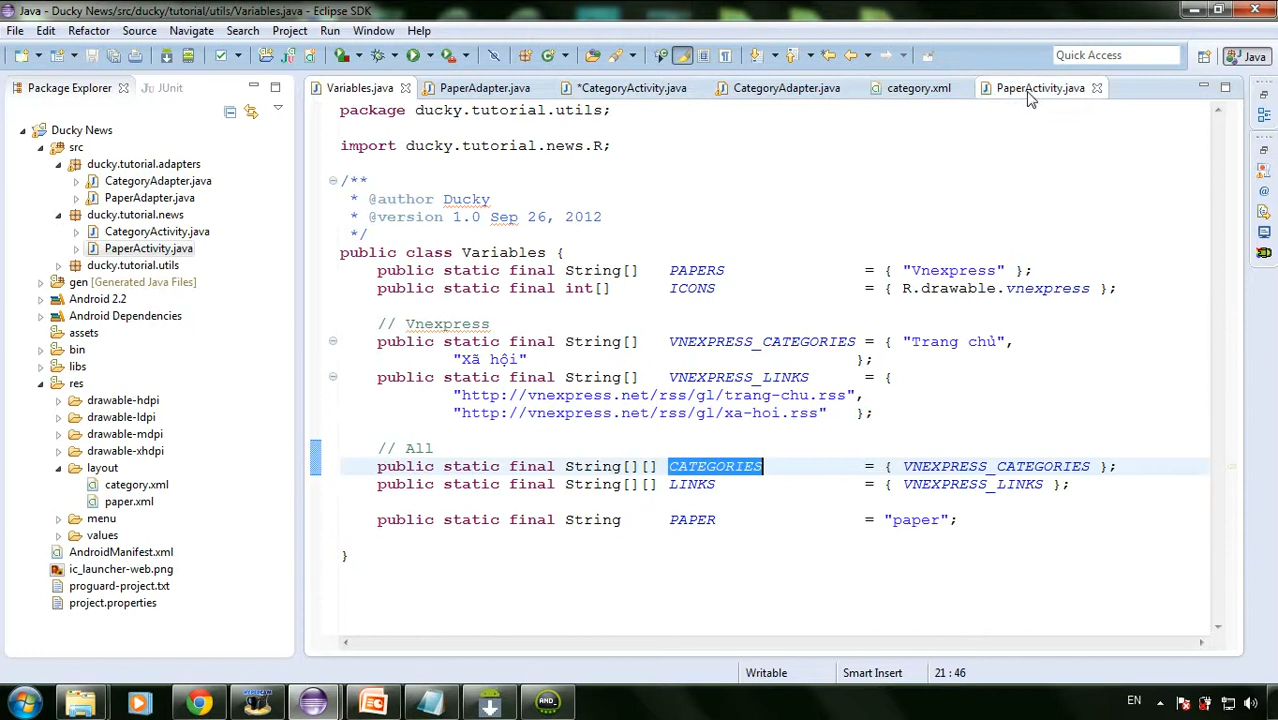 Java - Ducky News/src/ducky/tutorial/utils/Variables.java - Eclipse SDK
File Edit Refactor Source Navigate Search Project Run Window Help
Quick Access
Java
Package Explorer
JUnit
Variables.java
PaperAdapter.java
*CategoryActivity.java
CategoryAdapter.java
category.xml
PaperActivity.java
Ducky News
src
ducky.tutorial.adapters
CategoryAdapter.java
PaperAdapter.java
ducky.tutorial.news
CategoryActivity.java
PaperActivity.java
ducky.tutorial.utils
gen [Generated Java Files]
Android 2.2
Android Dependencies
assets
bin
libs
res
drawable-hdpi
drawable-ldpi
drawable-mdpi
drawable-xhdpi
layout
category.xml
paper.xml
menu
values
AndroidManifest.xml
ic_launcher-web.png
proguard-project.txt
project.properties
package ducky.tutorial.utils;
import ducky.tutorial.news.R;
/**
* @author Ducky
* @version 1.0 Sep 26, 2012
*/
public class Variables {
public static final String[] PAPERS = { "Vnexpress" };
public static final int[] ICONS = { R.drawable.vnexpress };
// Vnexpress
public static final String[] VNEXPRESS_CATEGORIES = { "Trang chủ",
"Xã hội" };
public static final String[] VNEXPRESS_LINKS = {
"http://vnexpress.net/rss/gl/trang-chu.rss",
"http://vnexpress.net/rss/gl/xa-hoi.rss" };
// All
public static final String[][] CATEGORIES = { VNEXPRESS_CATEGORIES };
public static final String[][] LINKS = { VNEXPRESS_LINKS };
public static final String PAPER = "paper";
}
Writable
Smart Insert
21 : 46
AND_
EN